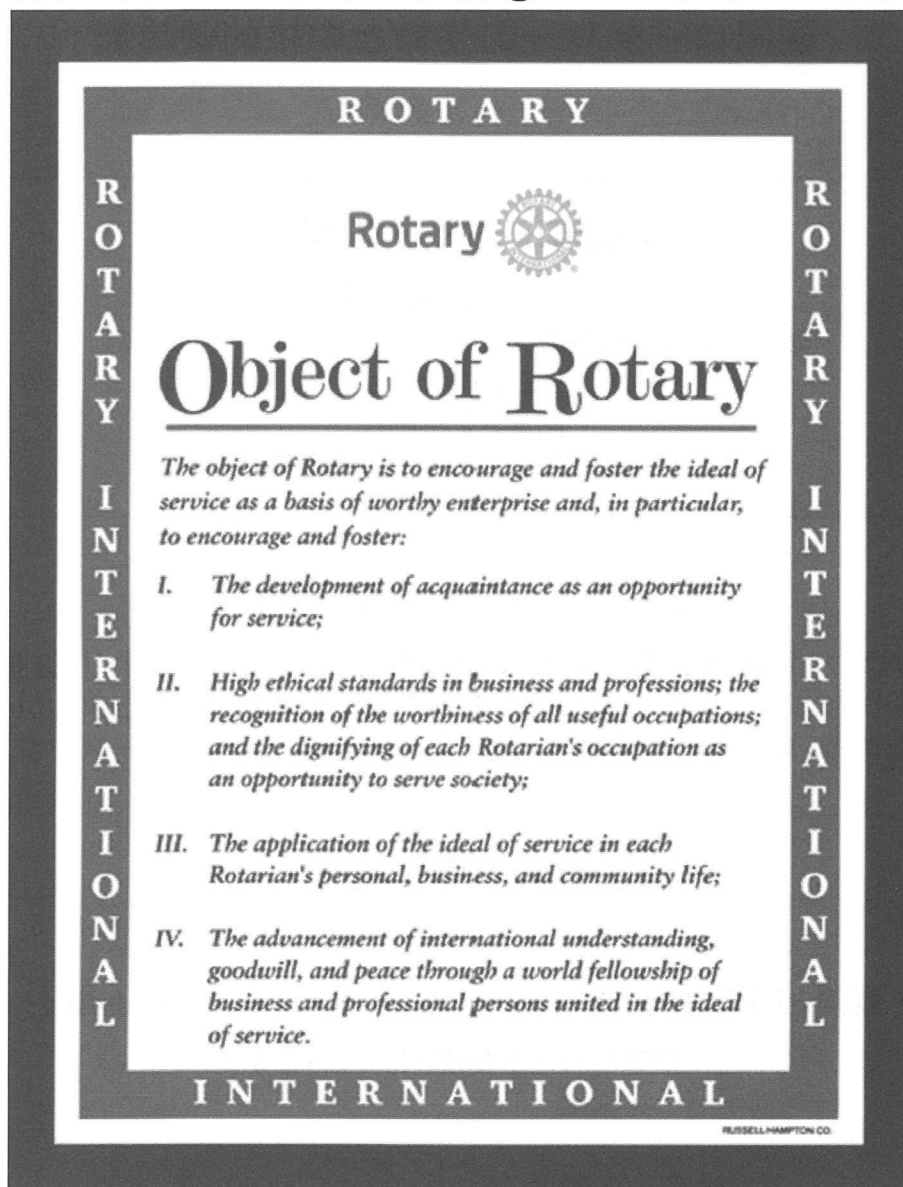 ROTARY
ROTARY INTERNATIONAL
ROTARY INTERNATIONAL
Rotary
ROTARY
INTERNATIONAL
Object of Rotary
The object of Rotary is to encourage and foster the ideal of
service as a basis of worthy enterprise and, in particular,
to encourage and foster:
I. The development of acquaintance as an opportunity
for service;
II. High ethical standards in business and professions; the
recognition of the worthiness of all useful occupations;
and the dignifying of each Rotarian's occupation as
an opportunity to serve society;
III. The application of the ideal of service in each
Rotarian's personal, business, and community life;
IV. The advancement of international understanding,
goodwill, and peace through a world fellowship of
business and professional persons united in the ideal
of service.
INTERNATIONAL
RUSSELL-HAMPTON CO.